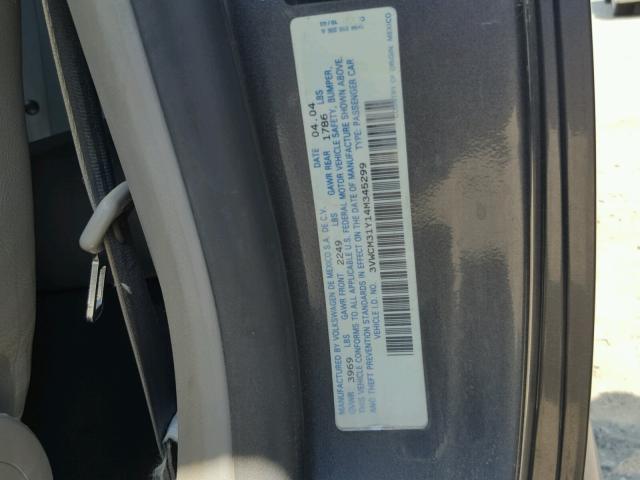 MANUFACTURED BY VOLKSWAGEN DE MEXICO S.A. DE C.V. DATE 04.04
GVWR 3969 LBS GAWR FRONT 2249 LBS GAWR REAR 1786 LBS
THIS VEHICLE CONFORMS TO ALL APPLICABLE U.S. FEDERAL MOTOR VEHICLE SAFETY, BUMPER,
AND THEFT PREVENTION STANDARDS IN EFFECT ON THE DATE OF MANUFACTURE SHOWN ABOVE.
VEHICLE I.D. NO. 3VWCM31Y14M345299 TYPE: PASSENGER CAR
COUNTRY OF ORIGIN: MEXICO